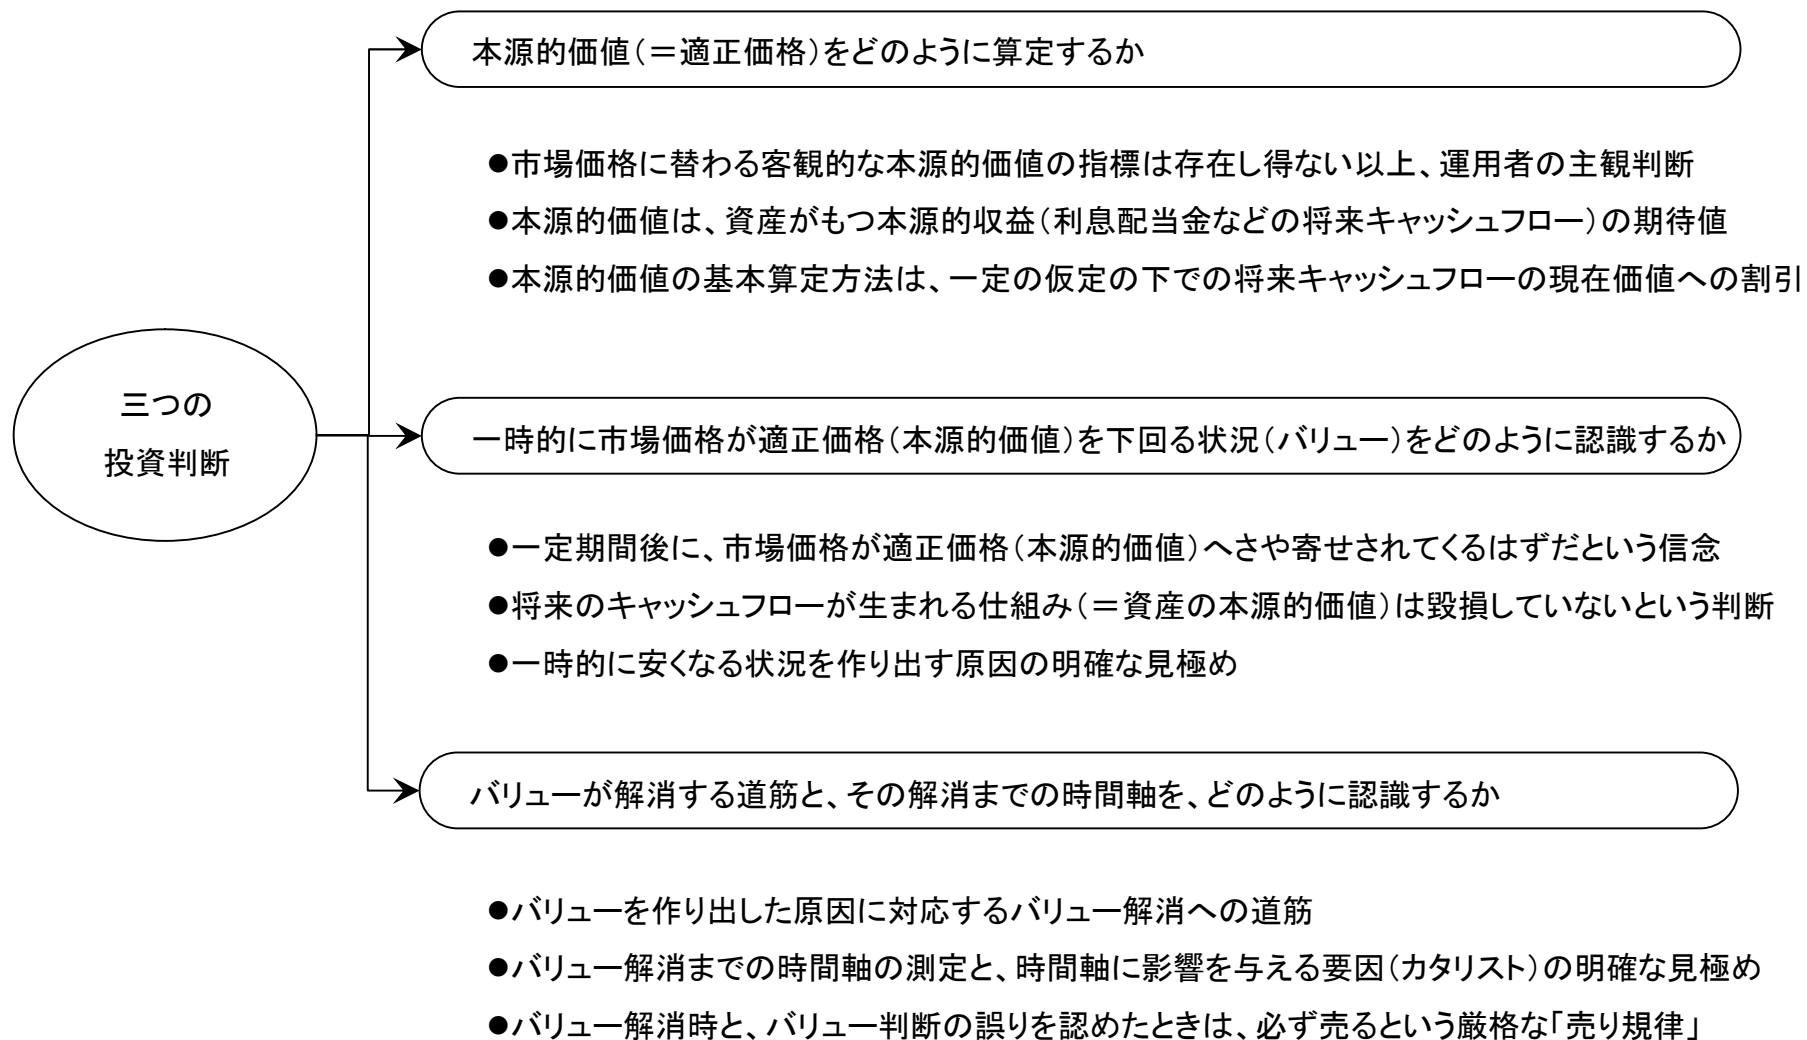 三つの
投資判断
本源的価値（＝適正価格）をどのように算定するか
●市場価格に替わる客観的な本源的価値の指標は存在し得ない以上、運用者の主観判断
●本源的価値は、資産がもつ本源的収益（利息配当金などの将来キャッシュフロー）の期待値
●本源的価値の基本算定方法は、一定の仮定の下での将来キャッシュフローの現在価値への割引
一時的に市場価格が適正価格（本源的価値）を下回る状況（バリュー）をどのように認識するか
●一定期間後に、市場価格が適正価格（本源的価値）へさや寄せされてくるはずだという信念
●将来のキャッシュフローが生まれる仕組み（＝資産の本源的価値）は毀損していないという判断
●一時的に安くなる状況を作り出す原因の明確な見極め
バリューが解消する道筋と、その解消までの時間軸を、どのように認識するか
●バリューを作り出した原因に対応するバリュー解消への道筋
●バリュー解消までの時間軸の測定と、時間軸に影響を与える要因（カタリスト）の明確な見極め
●バリュー解消時と、バリュー判断の誤りを認めたときは、必ず売るという厳格な「売り規律」